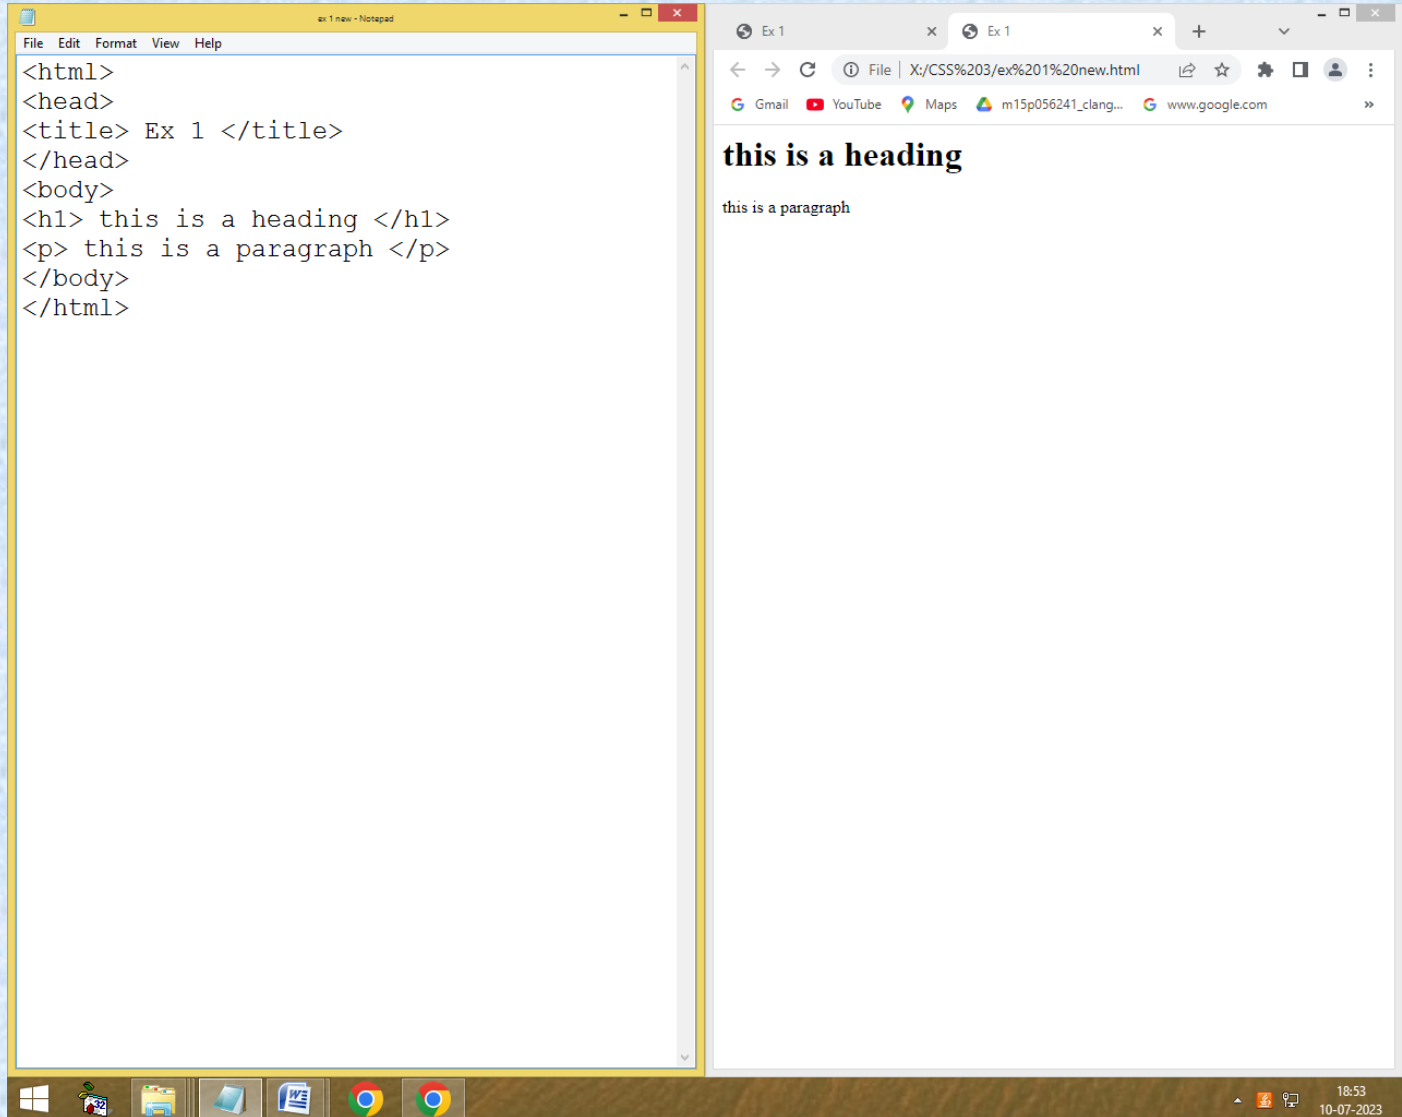 ex 1 new - Notepad
File Edit Format View Help
<html>
<head>
<title> Ex 1 </title>
</head>
<body>
<h1> this is a heading </h1>
<p> this is a paragraph </p>
</body>
</html>
Ex 1
Ex 1
File X:/CSS%203/ex%201%20new.html
Gmail YouTube Maps m15p056241_clang... www.google.com
this is a heading
this is a paragraph
32
W
18:53
10-07-2023